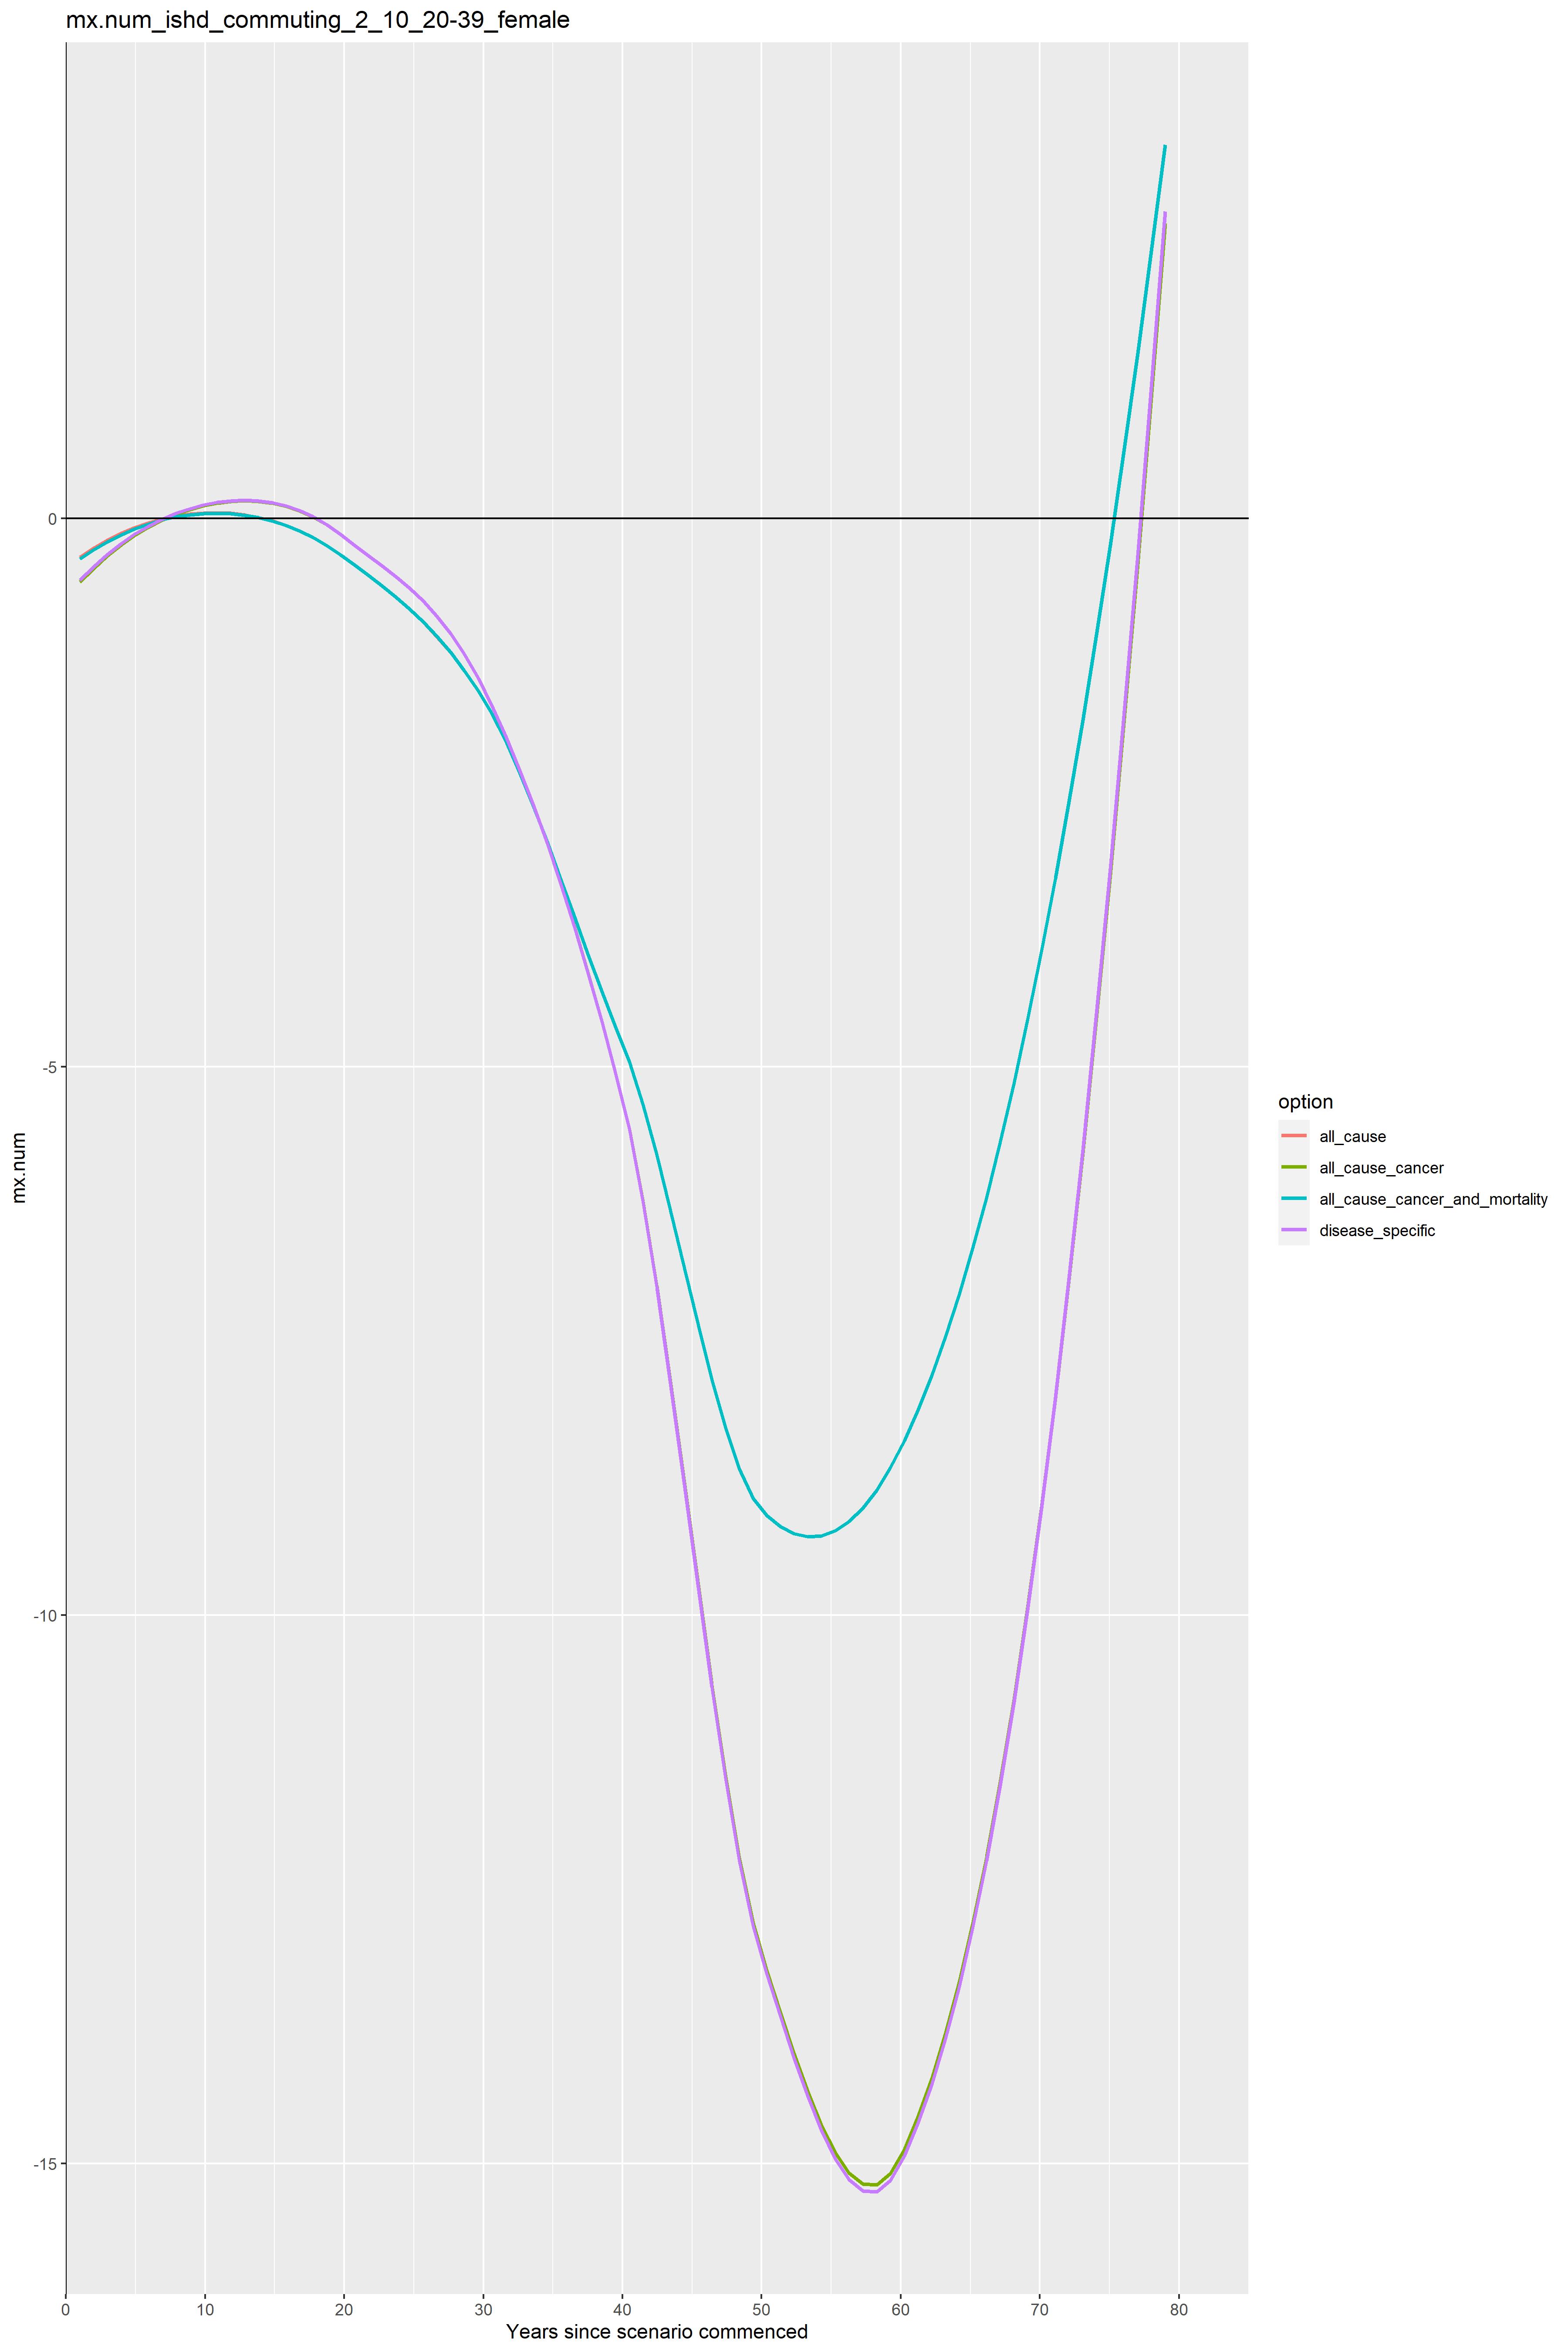 mx.num_ishd_commuting_2_10_20-39_female
0
-5
-10
-15
mx.num
0 10 20 30 40 50 60 70 80
Years since scenario commenced
option
all_cause
all_cause_cancer
all_cause_cancer_and_mortality
disease_specific